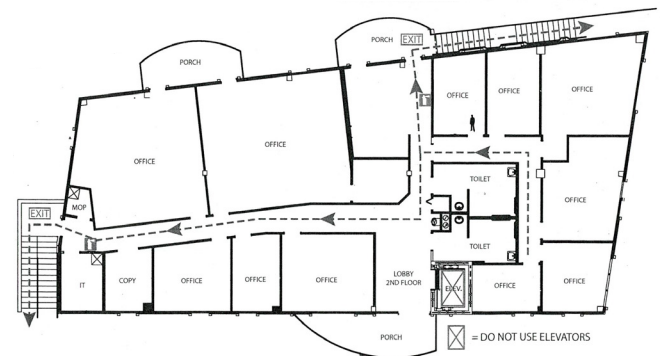 EXIT
PORCH
PORCH
OFFICE
OFFICE
OFFICE
OFFICE
OFFICE
TOILET
OFFICE
MOP
EXIT
TOILET
LOBBY
2ND FLOOR
IT
COPY
OFFICE
OFFICE
OFFICE
ELEV.
OFFICE
OFFICE
PORCH
= DO NOT USE ELEVATORS